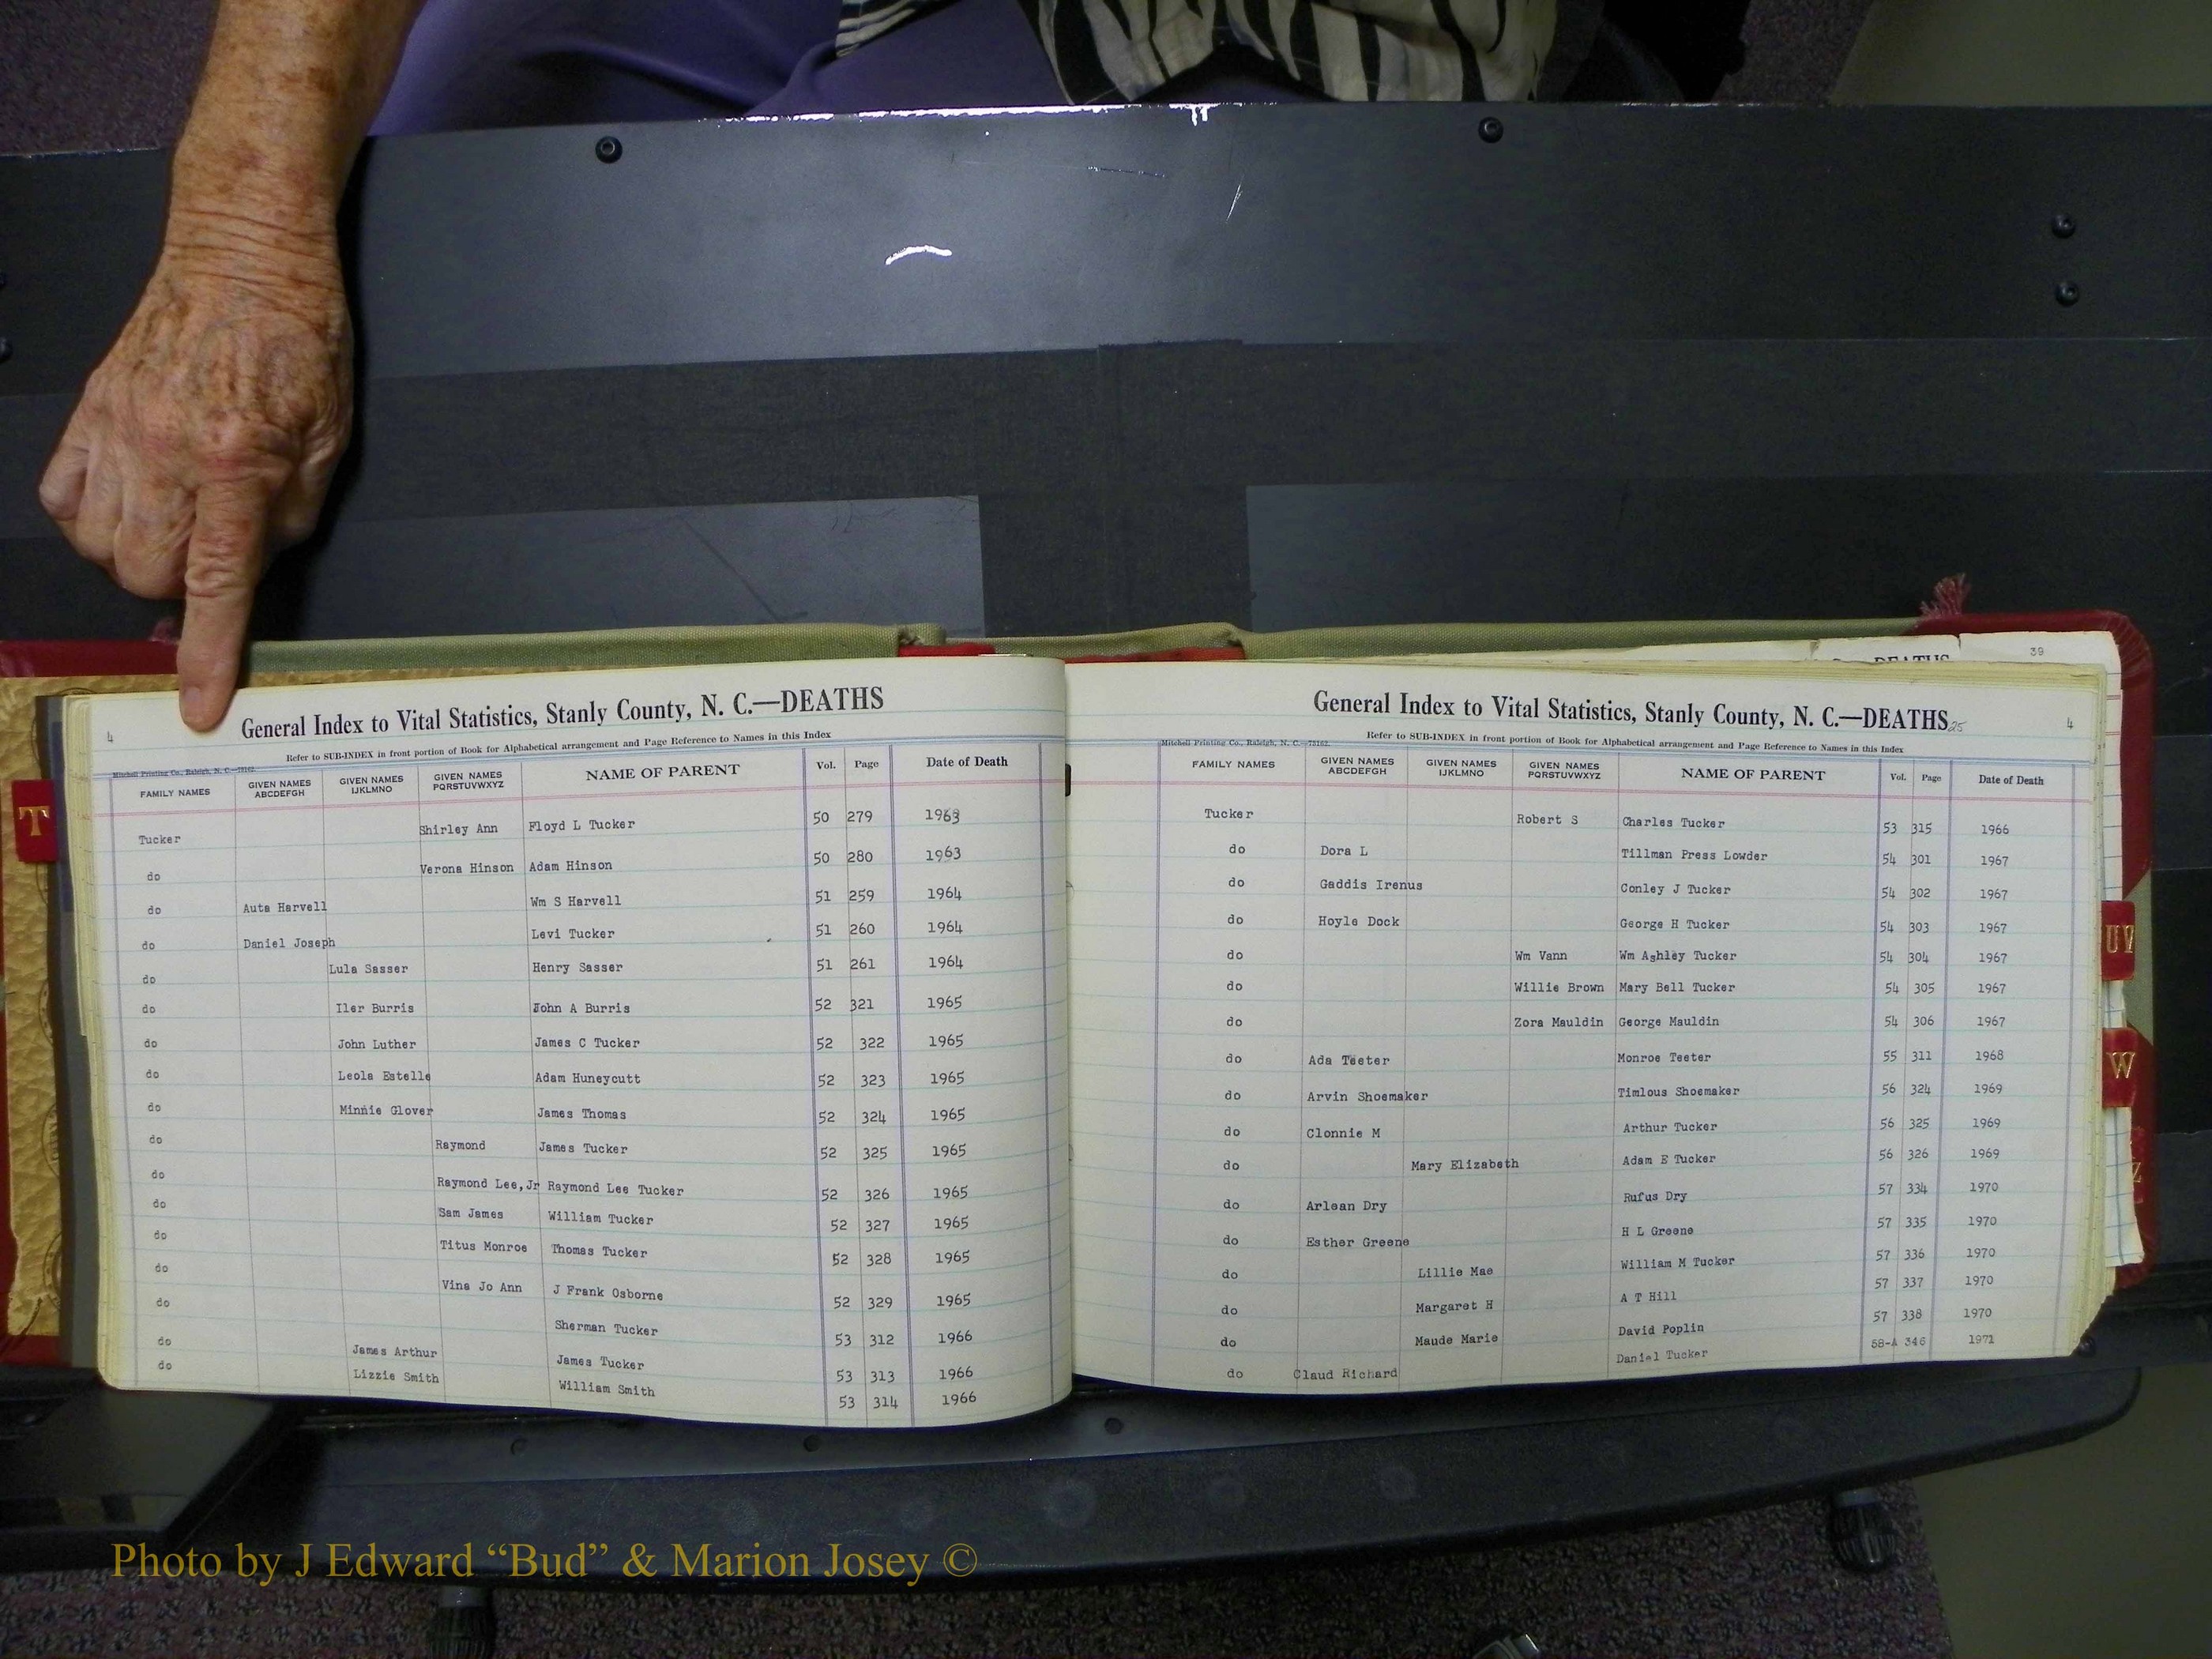 39
DEATHS
4
General Index to Vital Statistics, Stanly County, N. C.—DEATHS
Refer to SUB-INDEX in front portion of Book for Alphabetical arrangement and Page Reference to Names in this Index
Mitchell Printing Co., Raleigh, N. C.—73162
FAMILY NAMES GIVEN NAMES ABCDEFGH GIVEN NAMES IJKLMNO GIVEN NAMES PQRSTUVWXYZ NAME OF PARENT Vol. Page Date of Death
Tucker Shirley Ann Floyd L Tucker 50 279 1963
do Verona Hinson Adam Hinson 50 280 1963
do Auta Harvell Wm S Harvell 51 259 1964
do Daniel Joseph Levi Tucker 51 260 1964
do Lula Sasser Henry Sasser 51 261 1964
do Iler Burris John A Burris 52 321 1965
do John Luther James C Tucker 52 322 1965
do Leola Estelle Adam Huneycutt 52 323 1965
do Minnie Glover James Thomas 52 324 1965
do Raymond James Tucker 52 325 1965
do Raymond Lee, Jr Raymond Lee Tucker 52 326 1965
do Sam James William Tucker 52 327 1965
do Titus Monroe Thomas Tucker 52 328 1965
do Vina Jo Ann J Frank Osborne 52 329 1965
do Sherman Tucker 53 312 1966
do James Arthur James Tucker 53 313 1966
do Lizzie Smith William Smith 53 314 1966
General Index to Vital Statistics, Stanly County, N. C.—DEATHS 25
4
Refer to SUB-INDEX in front portion of Book for Alphabetical arrangement and Page Reference to Names in this Index
Mitchell Printing Co., Raleigh, N. C.—73162
FAMILY NAMES GIVEN NAMES ABCDEFGH GIVEN NAMES IJKLMNO GIVEN NAMES PQRSTUVWXYZ NAME OF PARENT Vol. Page Date of Death
Tucker Robert S Charles Tucker 53 315 1966
do Dora L Tillman Press Lowder 54 301 1967
do Gaddis Irenus Conley J Tucker 54 302 1967
do Hoyle Dock George H Tucker 54 303 1967
do Wm Vann Wm Ashley Tucker 54 304 1967
do Willie Brown Mary Bell Tucker 54 305 1967
do Zora Mauldin George Mauldin 54 306 1967
do Ada Teeter Monroe Teeter 55 311 1968
do Arvin Shoemaker Timlous Shoemaker 56 324 1969
do Clonnie M Arthur Tucker 56 325 1969
do Mary Elizabeth Adam E Tucker 56 326 1969
do Arlean Dry Rufus Dry 57 334 1970
do Esther Greene H L Greene 57 335 1970
do Lillie Mae William M Tucker 57 336 1970
do Margaret H A T Hill 57 337 1970
do Maude Marie David Poplin 57 338 1970
do Claud Richard Daniel Tucker 58-A 346 1971
T
UV
W
Z
Photo by J Edward “Bud” & Marion Josey ©